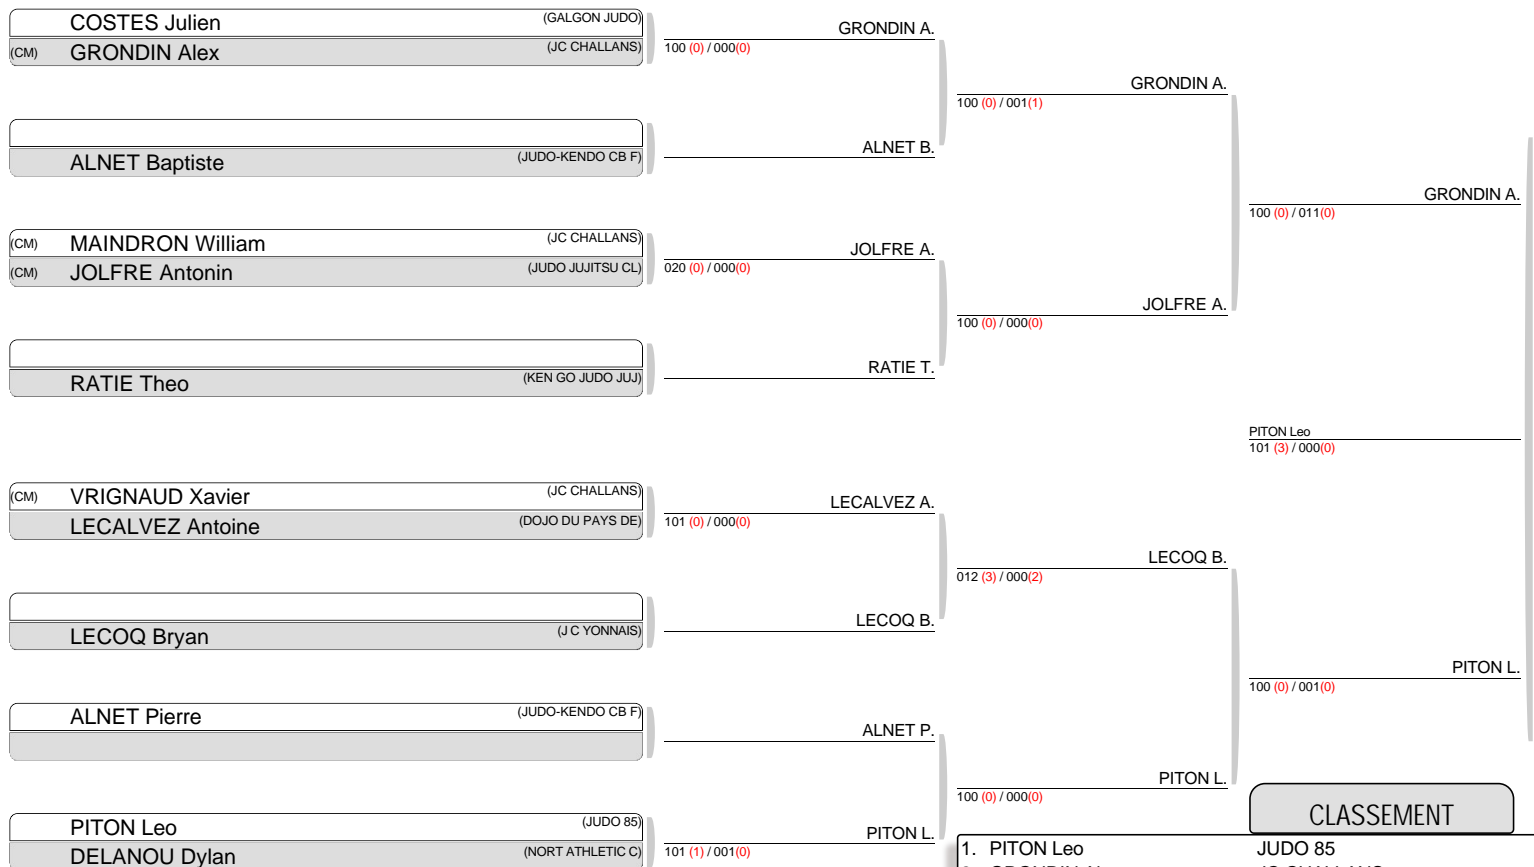 COSTES Julien (GALGON JUDO)
(CM) GRONDIN Alex (JC CHALLANS)
GRONDIN A.
100 (0) / 000(0)
ALNET Baptiste (JUDO-KENDO CB F)
ALNET B.
GRONDIN A.
100 (0) / 001(1)
(CM) MAINDRON William (JC CHALLANS)
(CM) JOLFRE Antonin (JUDO JUJITSU CL)
JOLFRE A.
020 (0) / 000(0)
RATIE Theo (KEN GO JUDO JUJ)
RATIE T.
JOLFRE A.
100 (0) / 000(0)
GRONDIN A.
100 (0) / 011(0)
PITON Leo
101 (3) / 000(0)
(CM) VRIGNAUD Xavier (JC CHALLANS)
LECALVEZ Antoine (DOJO DU PAYS DE)
LECALVEZ A.
101 (0) / 000(0)
LECOQ Bryan (J C YONNAIS)
LECOQ B.
LECOQ B.
012 (3) / 000(2)
ALNET Pierre (JUDO-KENDO CB F)
ALNET P.
PITON Leo (JUDO 85)
DELANOU Dylan (NORT ATHLETIC C)
PITON L.
101 (1) / 001(0)
PITON L.
100 (0) / 000(0)
PITON L.
100 (0) / 001(0)
CLASSEMENT
1. PITON Leo JUDO 85